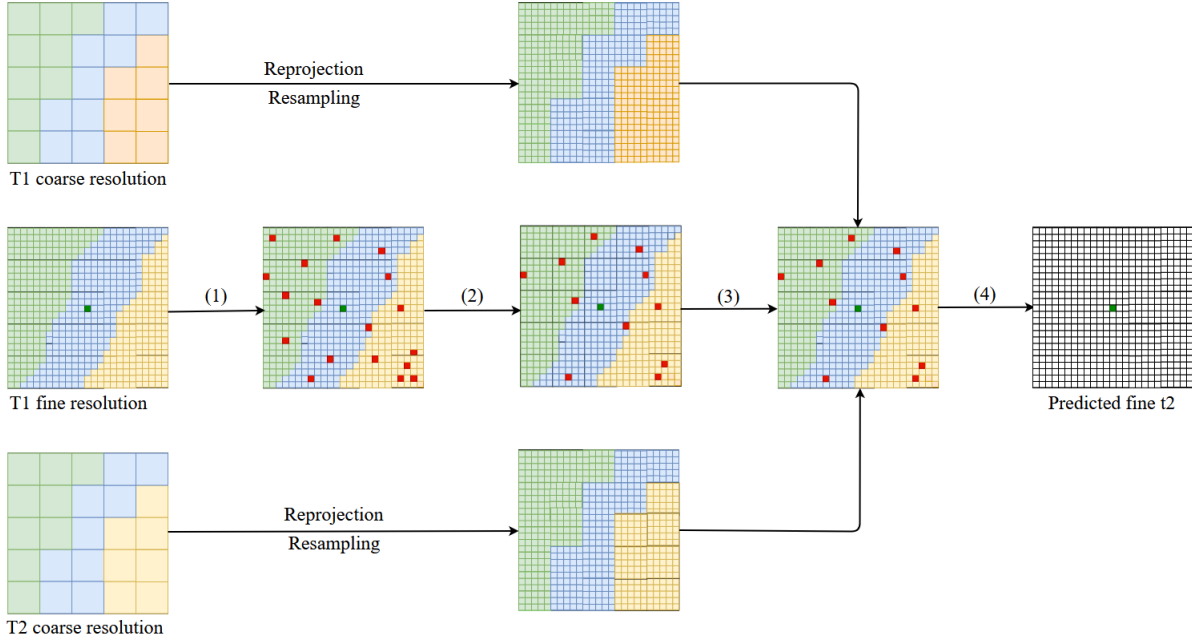 Reprojection
Resampling
T1 coarse resolution
(1)
(2)
(3)
(4)
T1 fine resolution
Predicted fine t2
Reprojection
Resampling
T2 coarse resolution